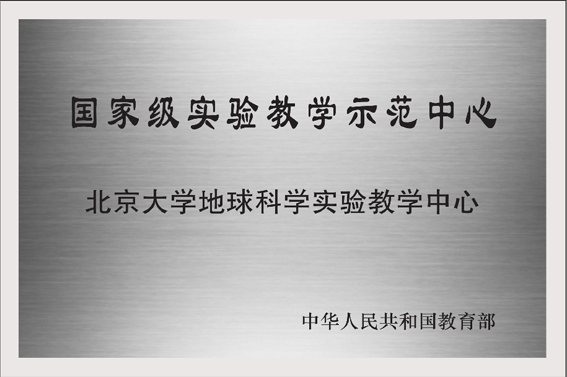 国家级实验教学示范中心
北京大学地球科学实验教学中心
中华人民共和国教育部